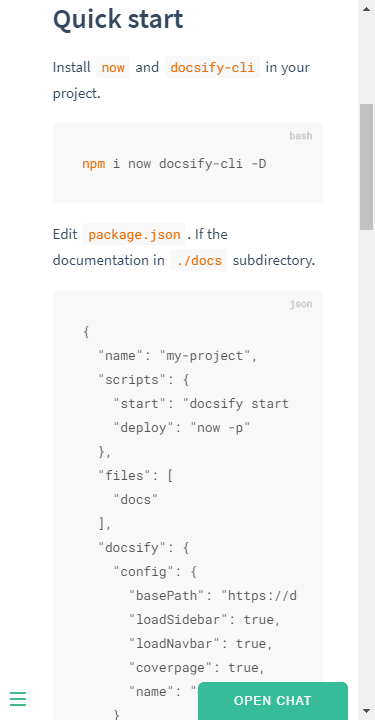 Quick start
Install now and docsify-cli in your
project.
bash
npm i now docsify-cli -D
Edit package.json . If the
documentation in ./docs subdirectory.
json
{
"name": "my-project",
"scripts": {
"start": "docsify start
"deploy": "now -p"
},
"files": [
"docs"
],
"docsify": {
"config": {
"basePath": "https://d
"loadSidebar": true,
"loadNavbar": true,
"coverpage": true,
"name": "
}
OPEN CHAT